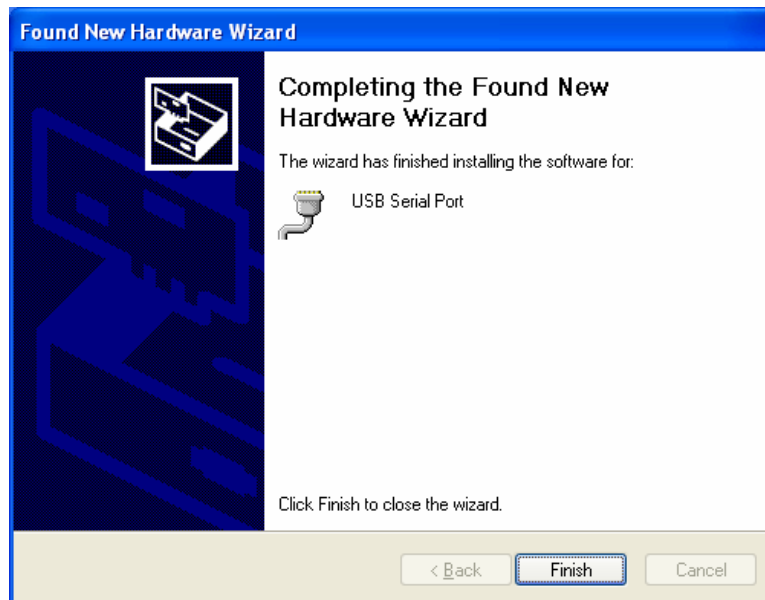 Found New Hardware Wizard
Completing the Found New
Hardware Wizard
The wizard has finished installing the software for:
USB Serial Port
Click Finish to close the wizard.
< Back Finish Cancel